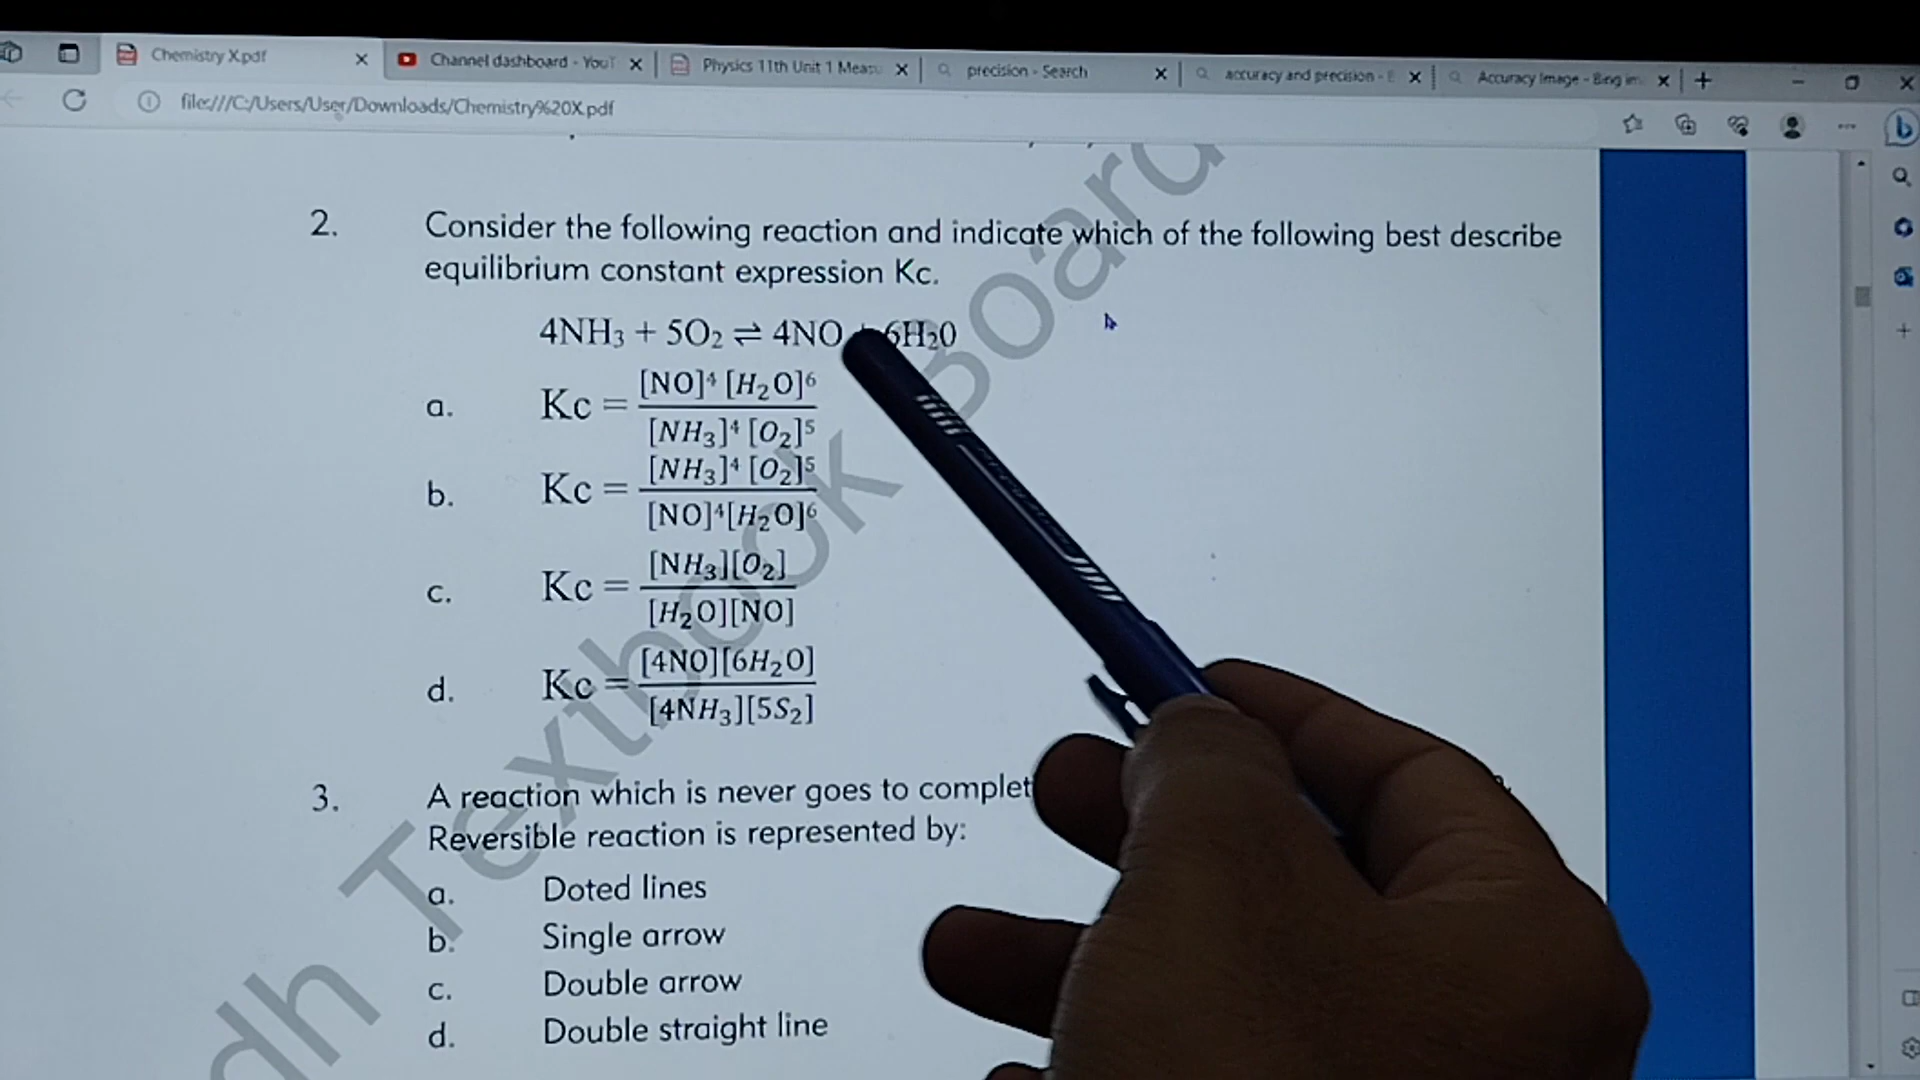 Chemistry X.pdf
Channel dashboard - YouT
Physics 11th Unit 1 Measu
precision - Search
accuracy and precision - B
Accuracy Image - Bing im
file:///C:/Users/User/Downloads/Chemistry%20X.pdf
2. Consider the following reaction and indicate which of the following best describe
equilibrium constant expression Kc.
4NH₃ + 5O₂ ⇌ 4NO + 6H₂0
a. Kc = [NO]⁴ [H₂O]⁶ / [NH₃]⁴ [O₂]⁵
b. Kc = [NH₃]⁴ [O₂]⁵ / [NO]⁴[H₂O]⁶
c. Kc = [NH₃][O₂] / [H₂O][NO]
d. Kc = [4NO][6H₂O] / [4NH₃][5S₂]
3. A reaction which is never goes to complet
Reversible reaction is represented by:
a. Doted lines
b. Single arrow
c. Double arrow
d. Double straight line
dh Textbook Board